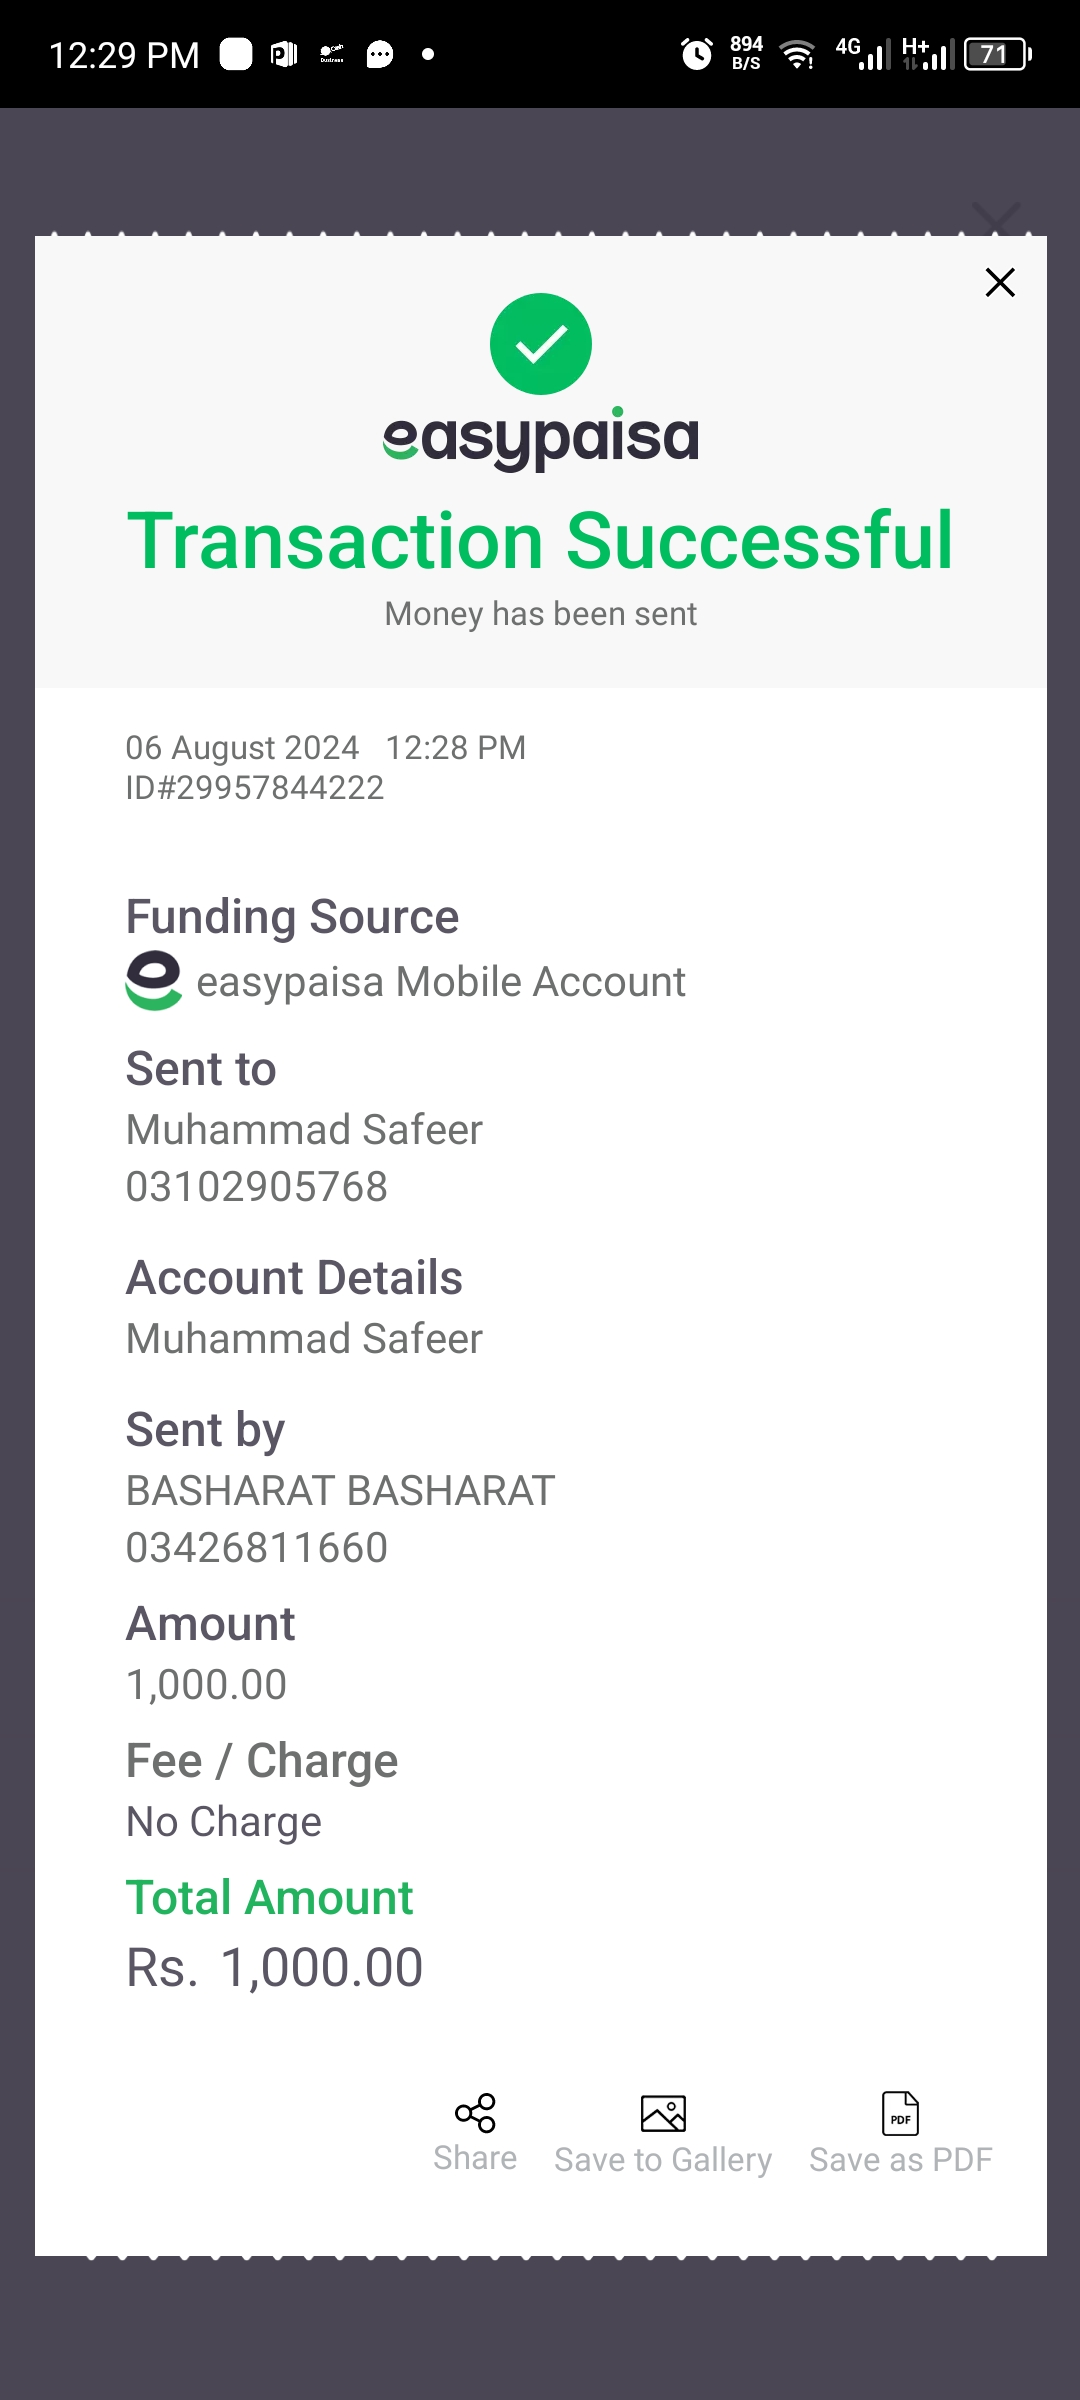 12:29 PM 894 B/S 4G H+ 71
easypaisa
Transaction Successful
Money has been sent
06 August 2024 12:28 PM
ID#29957844222
Funding Source
easypaisa Mobile Account
Sent to
Muhammad Safeer
03102905768
Account Details
Muhammad Safeer
Sent by
BASHARAT BASHARAT
03426811660
Amount
1,000.00
Fee / Charge
No Charge
Total Amount
Rs. 1,000.00
PDF
Share Save to Gallery Save as PDF